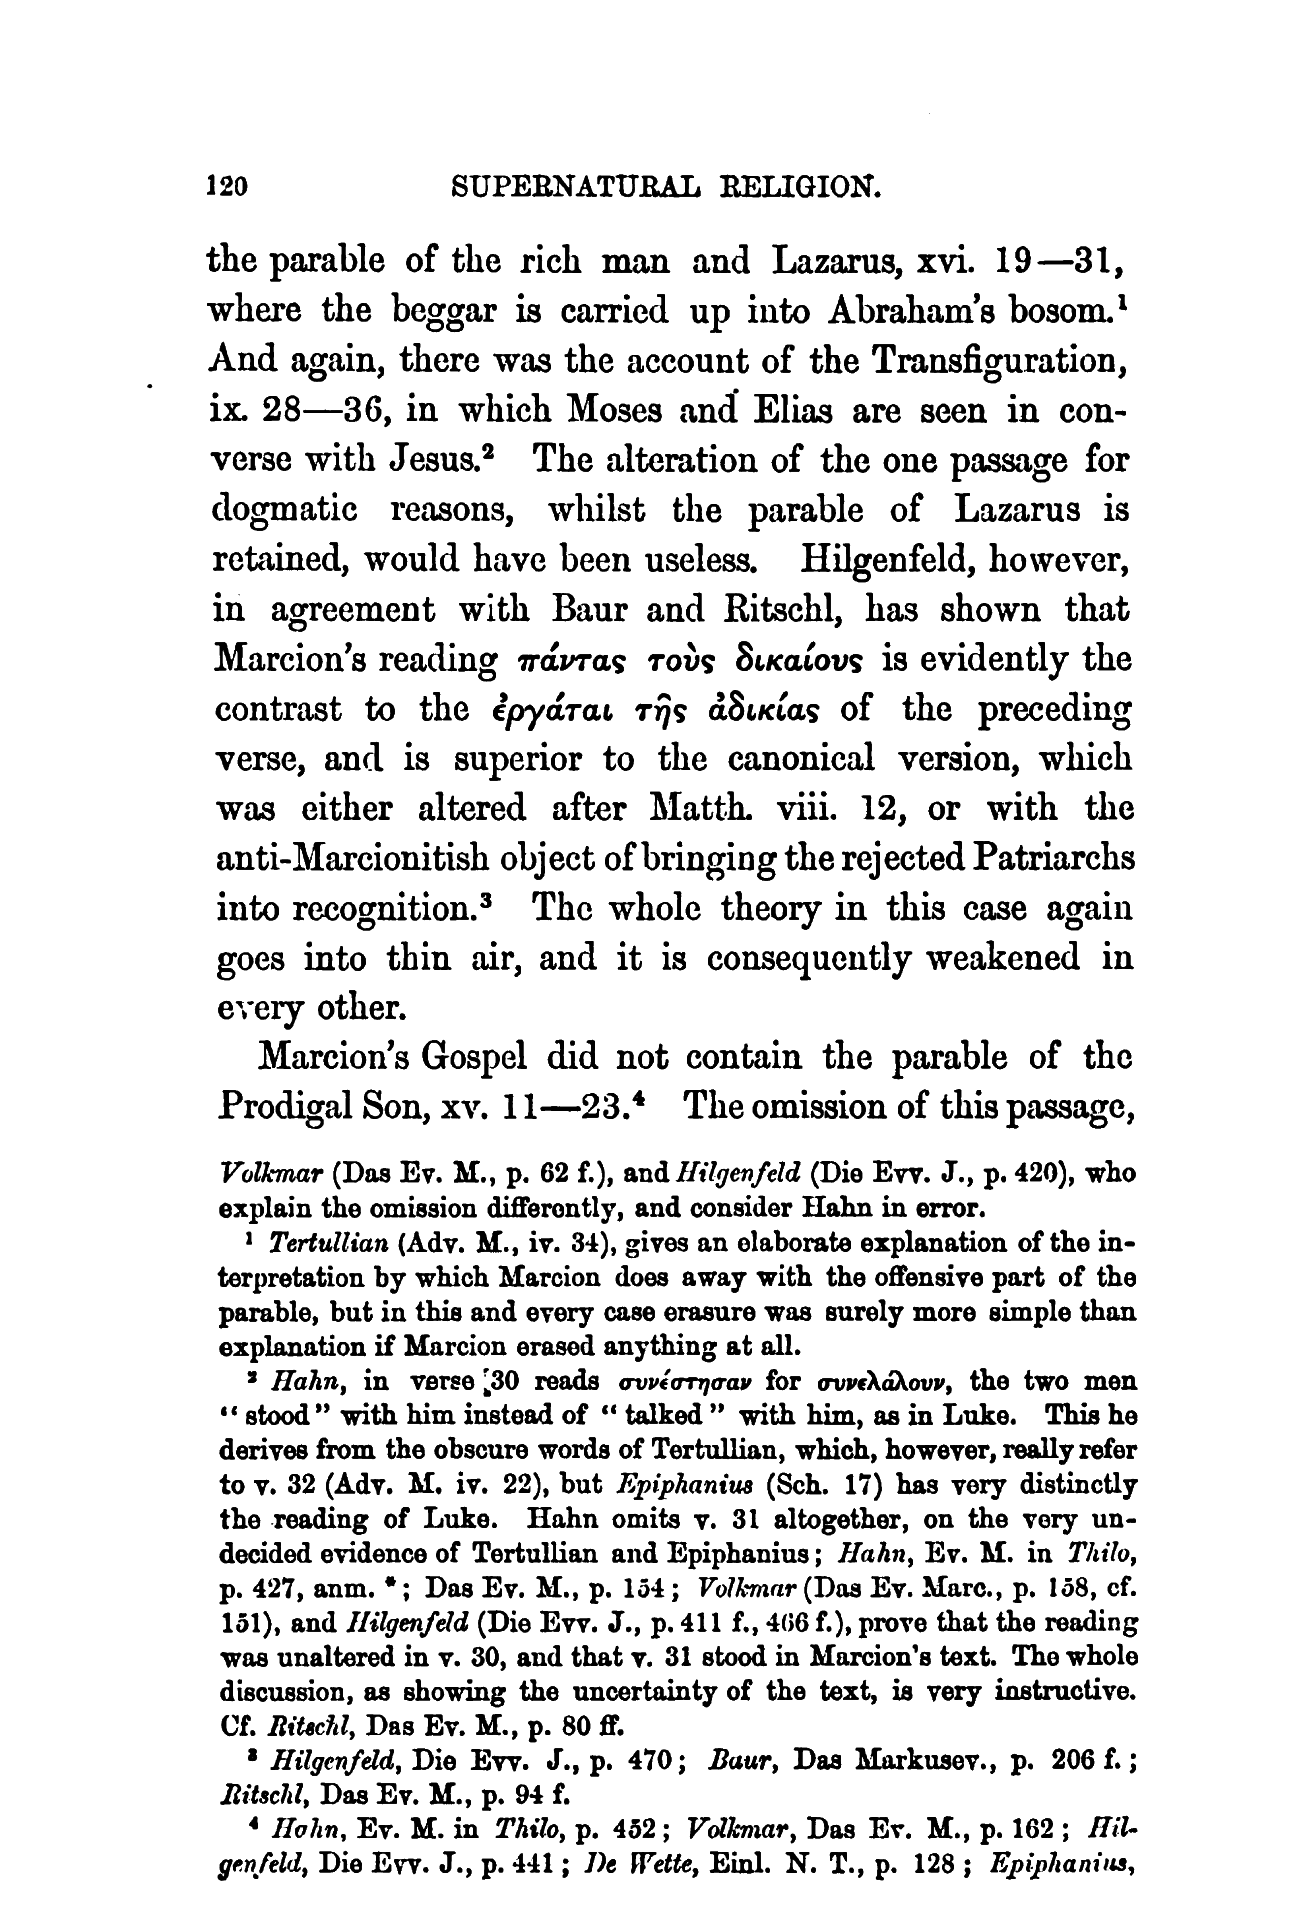 120 SUPERNATURAL RELIGION.
the parable of the rich man and Lazarus, xvi. 19—31,
where the beggar is carried up into Abraham's bosom.¹
And again, there was the account of the Transfiguration,
ix. 28—36, in which Moses and Elias are seen in con-
verse with Jesus.² The alteration of the one passage for
dogmatic reasons, whilst the parable of Lazarus is
retained, would have been useless. Hilgenfeld, however,
in agreement with Baur and Ritschl, has shown that
Marcion's reading πάντας τοὺς δικαίους is evidently the
contrast to the ἐργάται τῆς ἀδικίας of the preceding
verse, and is superior to the canonical version, which
was either altered after Matth. viii. 12, or with the
anti-Marcionitish object of bringing the rejected Patriarchs
into recognition.³ The whole theory in this case again
goes into thin air, and it is consequently weakened in
every other.
Marcion's Gospel did not contain the parable of the
Prodigal Son, xv. 11—23.⁴ The omission of this passage,
Volkmar (Das Ev. M., p. 62 f.), and Hilgenfeld (Die Evv. J., p. 420), who
explain the omission differently, and consider Hahn in error.
¹ Tertullian (Adv. M., iv. 34), gives an elaborate explanation of the in-
terpretation by which Marcion does away with the offensive part of the
parable, but in this and every case erasure was surely more simple than
explanation if Marcion erased anything at all.
² Hahn, in verse 30 reads συνέστησαν for συνελάλουν, the two men
“stood” with him instead of “talked” with him, as in Luke. This he
derives from the obscure words of Tertullian, which, however, really refer
to v. 32 (Adv. M. iv. 22), but Epiphanius (Sch. 17) has very distinctly
the reading of Luke. Hahn omits v. 31 altogether, on the very un-
decided evidence of Tertullian and Epiphanius; Hahn, Ev. M. in Thilo,
p. 427, anm. *; Das Ev. M., p. 154; Volkmar (Das Ev. Marc., p. 158, cf.
151), and Hilgenfeld (Die Evv. J., p. 411 f., 466 f.), prove that the reading
was unaltered in v. 30, and that v. 31 stood in Marcion's text. The whole
discussion, as showing the uncertainty of the text, is very instructive.
Cf. Ritschl, Das Ev. M., p. 80 ff.
³ Hilgenfeld, Die Evv. J., p. 470; Baur, Das Markusev., p. 206 f.;
Ritschl, Das Ev. M., p. 94 f.
⁴ Hahn, Ev. M. in Thilo, p. 452; Volkmar, Das Ev. M., p. 162; Hil-
genfeld, Die Evv. J., p. 441; De Wette, Einl. N. T., p. 128; Epiphanius,